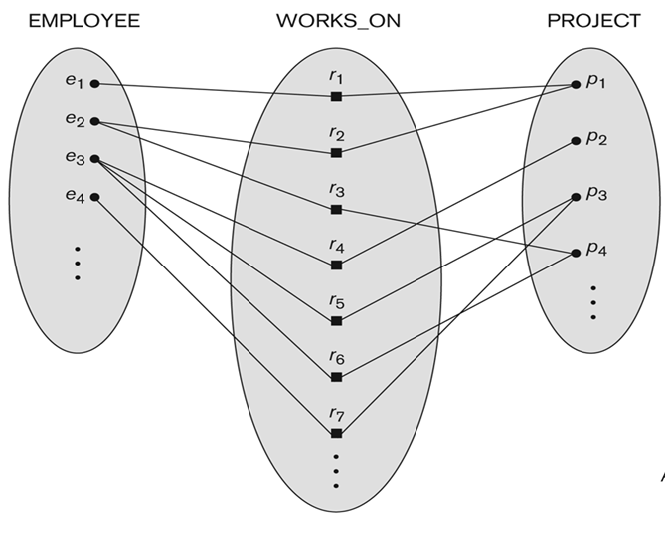 EMPLOYEE WORKS_ON PROJECT
e1 r1 p1
e2 r2 p2
e3 r3 p3
e4 r4 p4
r5
r6
r7